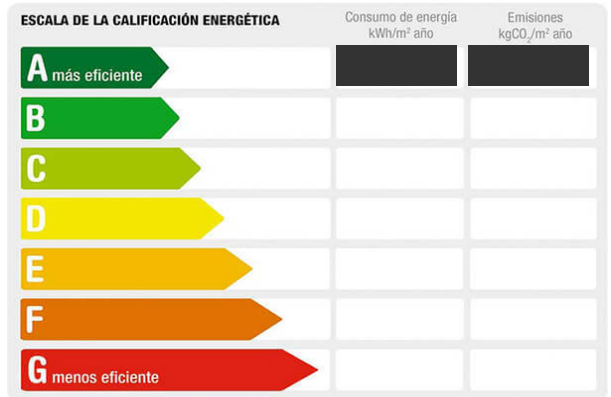 ESCALA DE LA CALIFICACIÓN ENERGÉTICA
Consumo de energía
kWh/m² año
Emisiones
kgCO₂/m² año
A más eficiente
B
C
D
E
F
G menos eficiente